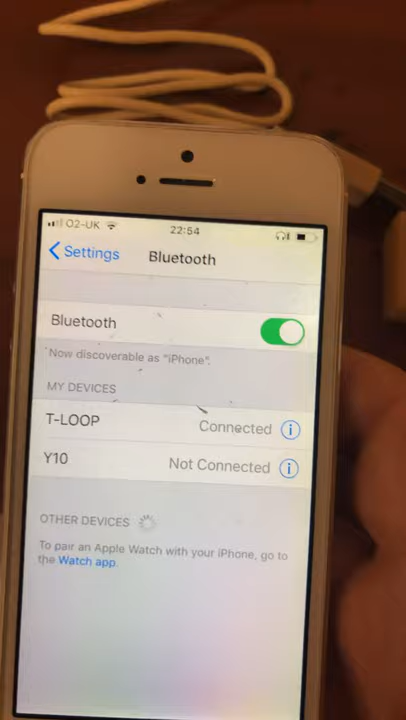 O2-UK
22:54
Settings
Bluetooth
Bluetooth
Now discoverable as "iPhone".
MY DEVICES
T-LOOP Connected
Y10 Not Connected
OTHER DEVICES
To pair an Apple Watch with your iPhone, go to
the Watch app.